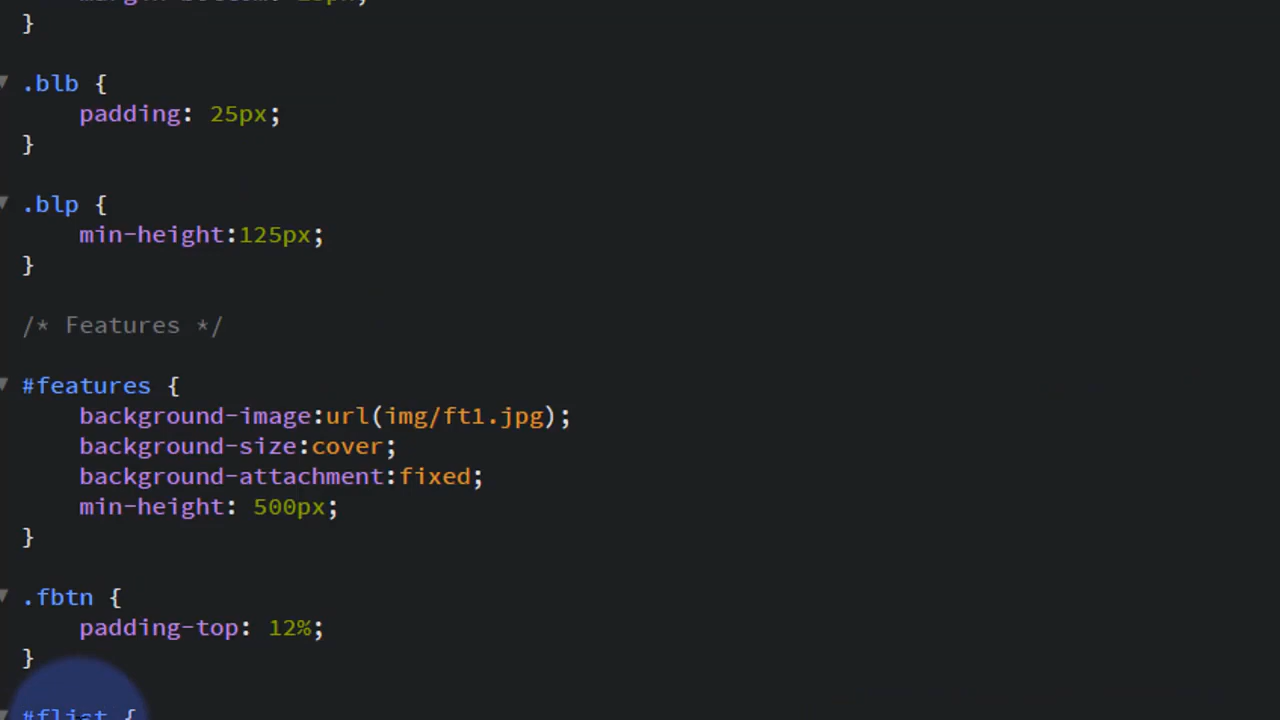 }
.blb {
padding: 25px;
}
.blp {
min-height:125px;
}
/* Features */
#features {
background-image:url(img/ft1.jpg);
background-size:cover;
background-attachment:fixed;
min-height: 500px;
}
.fbtn {
padding-top: 12%;
}
#flist {